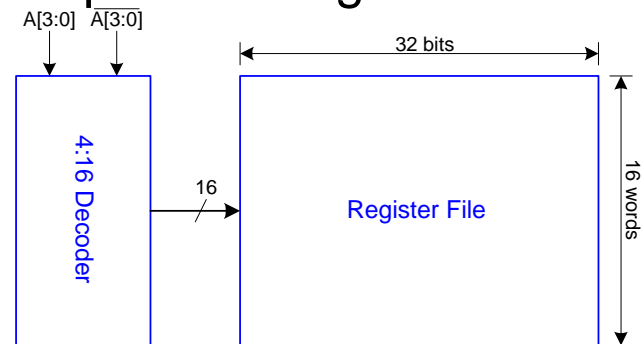 A[3:0] A[3:0]
32 bits
4:16 Decoder
16
Register File
16 words